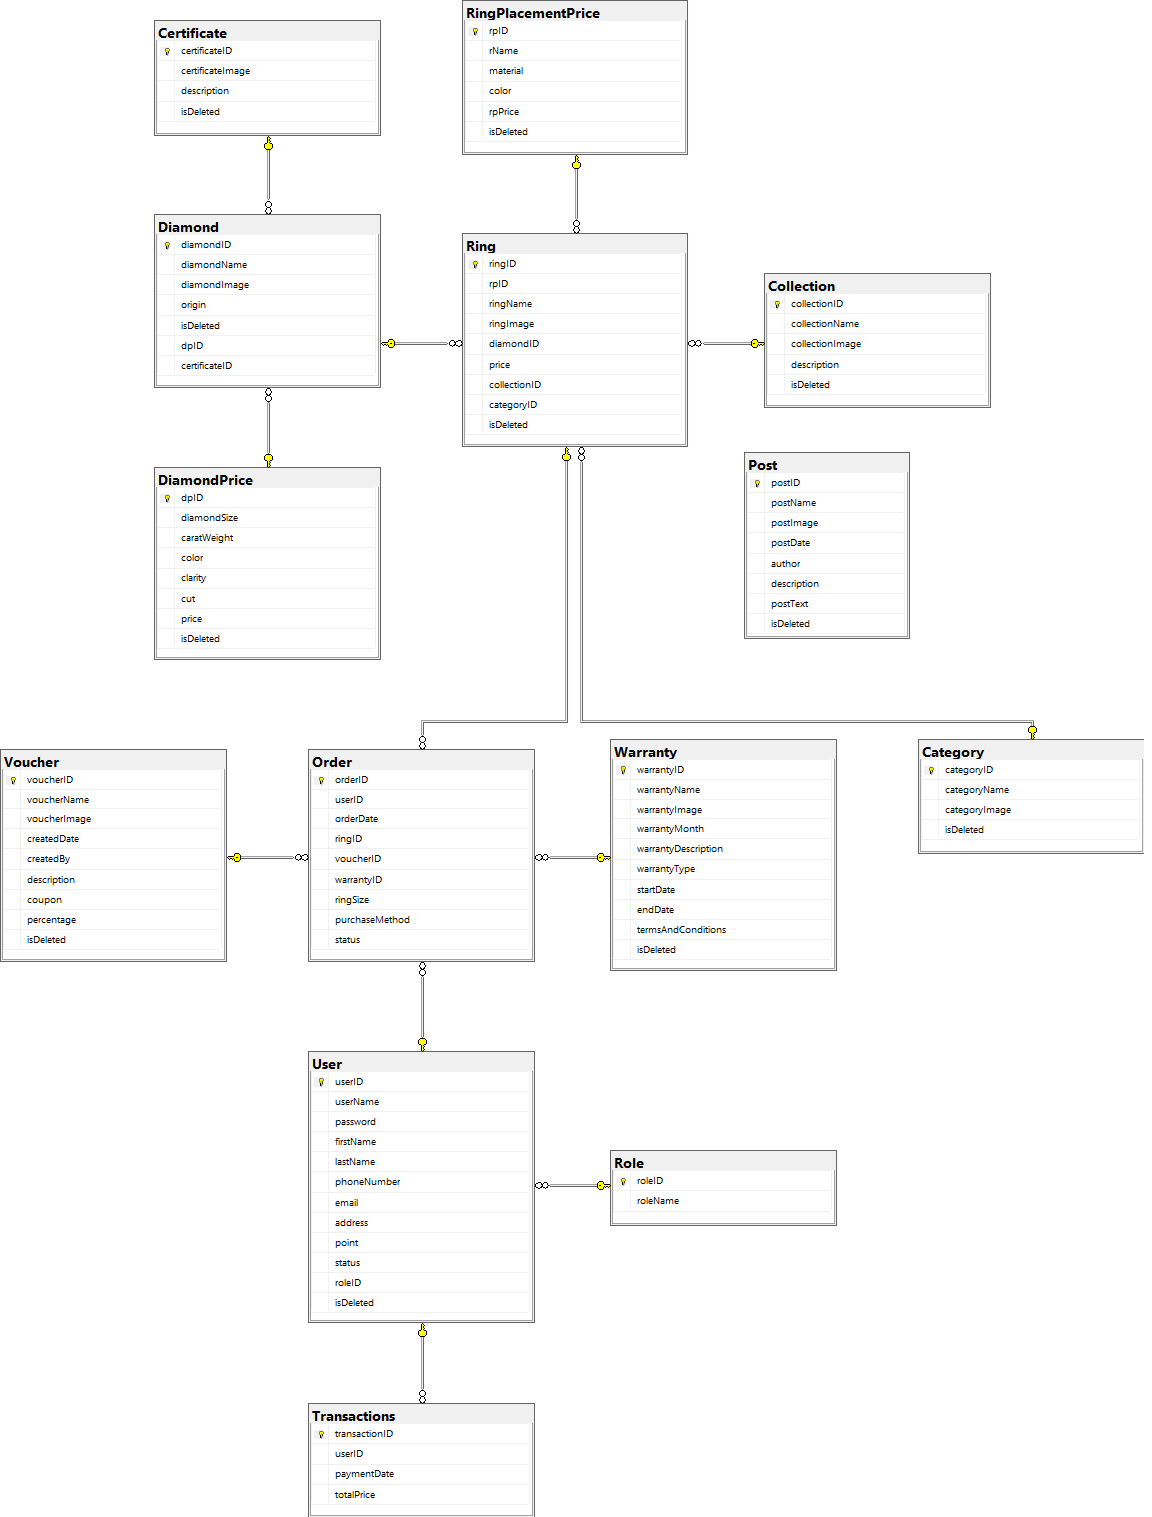 RingPlacementPrice
rpID
rName
material
color
rpPrice
isDeleted
Certificate
certificateID
certificateImage
description
isDeleted
Diamond
diamondID
diamondName
diamondImage
origin
isDeleted
dpID
certificateID
Ring
ringID
rpID
ringName
ringImage
diamondID
price
collectionID
categoryID
isDeleted
Collection
collectionID
collectionName
collectionImage
description
isDeleted
DiamondPrice
dpID
diamondSize
caratWeight
color
clarity
cut
price
isDeleted
Post
postID
postName
postImage
postDate
author
description
postText
isDeleted
Voucher
voucherID
voucherName
voucherImage
createdDate
createdBy
description
coupon
percentage
isDeleted
Order
orderID
userID
orderDate
ringID
voucherID
warrantyID
ringSize
purchaseMethod
status
Warranty
warrantyID
warrantyName
warrantyImage
warrantyMonth
warrantyDescription
warrantyType
startDate
endDate
termsAndConditions
isDeleted
Category
categoryID
categoryName
categoryImage
isDeleted
User
userID
userName
password
firstName
lastName
phoneNumber
email
address
point
status
roleID
isDeleted
Role
roleID
roleName
Transactions
transactionID
userID
paymentDate
totalPrice